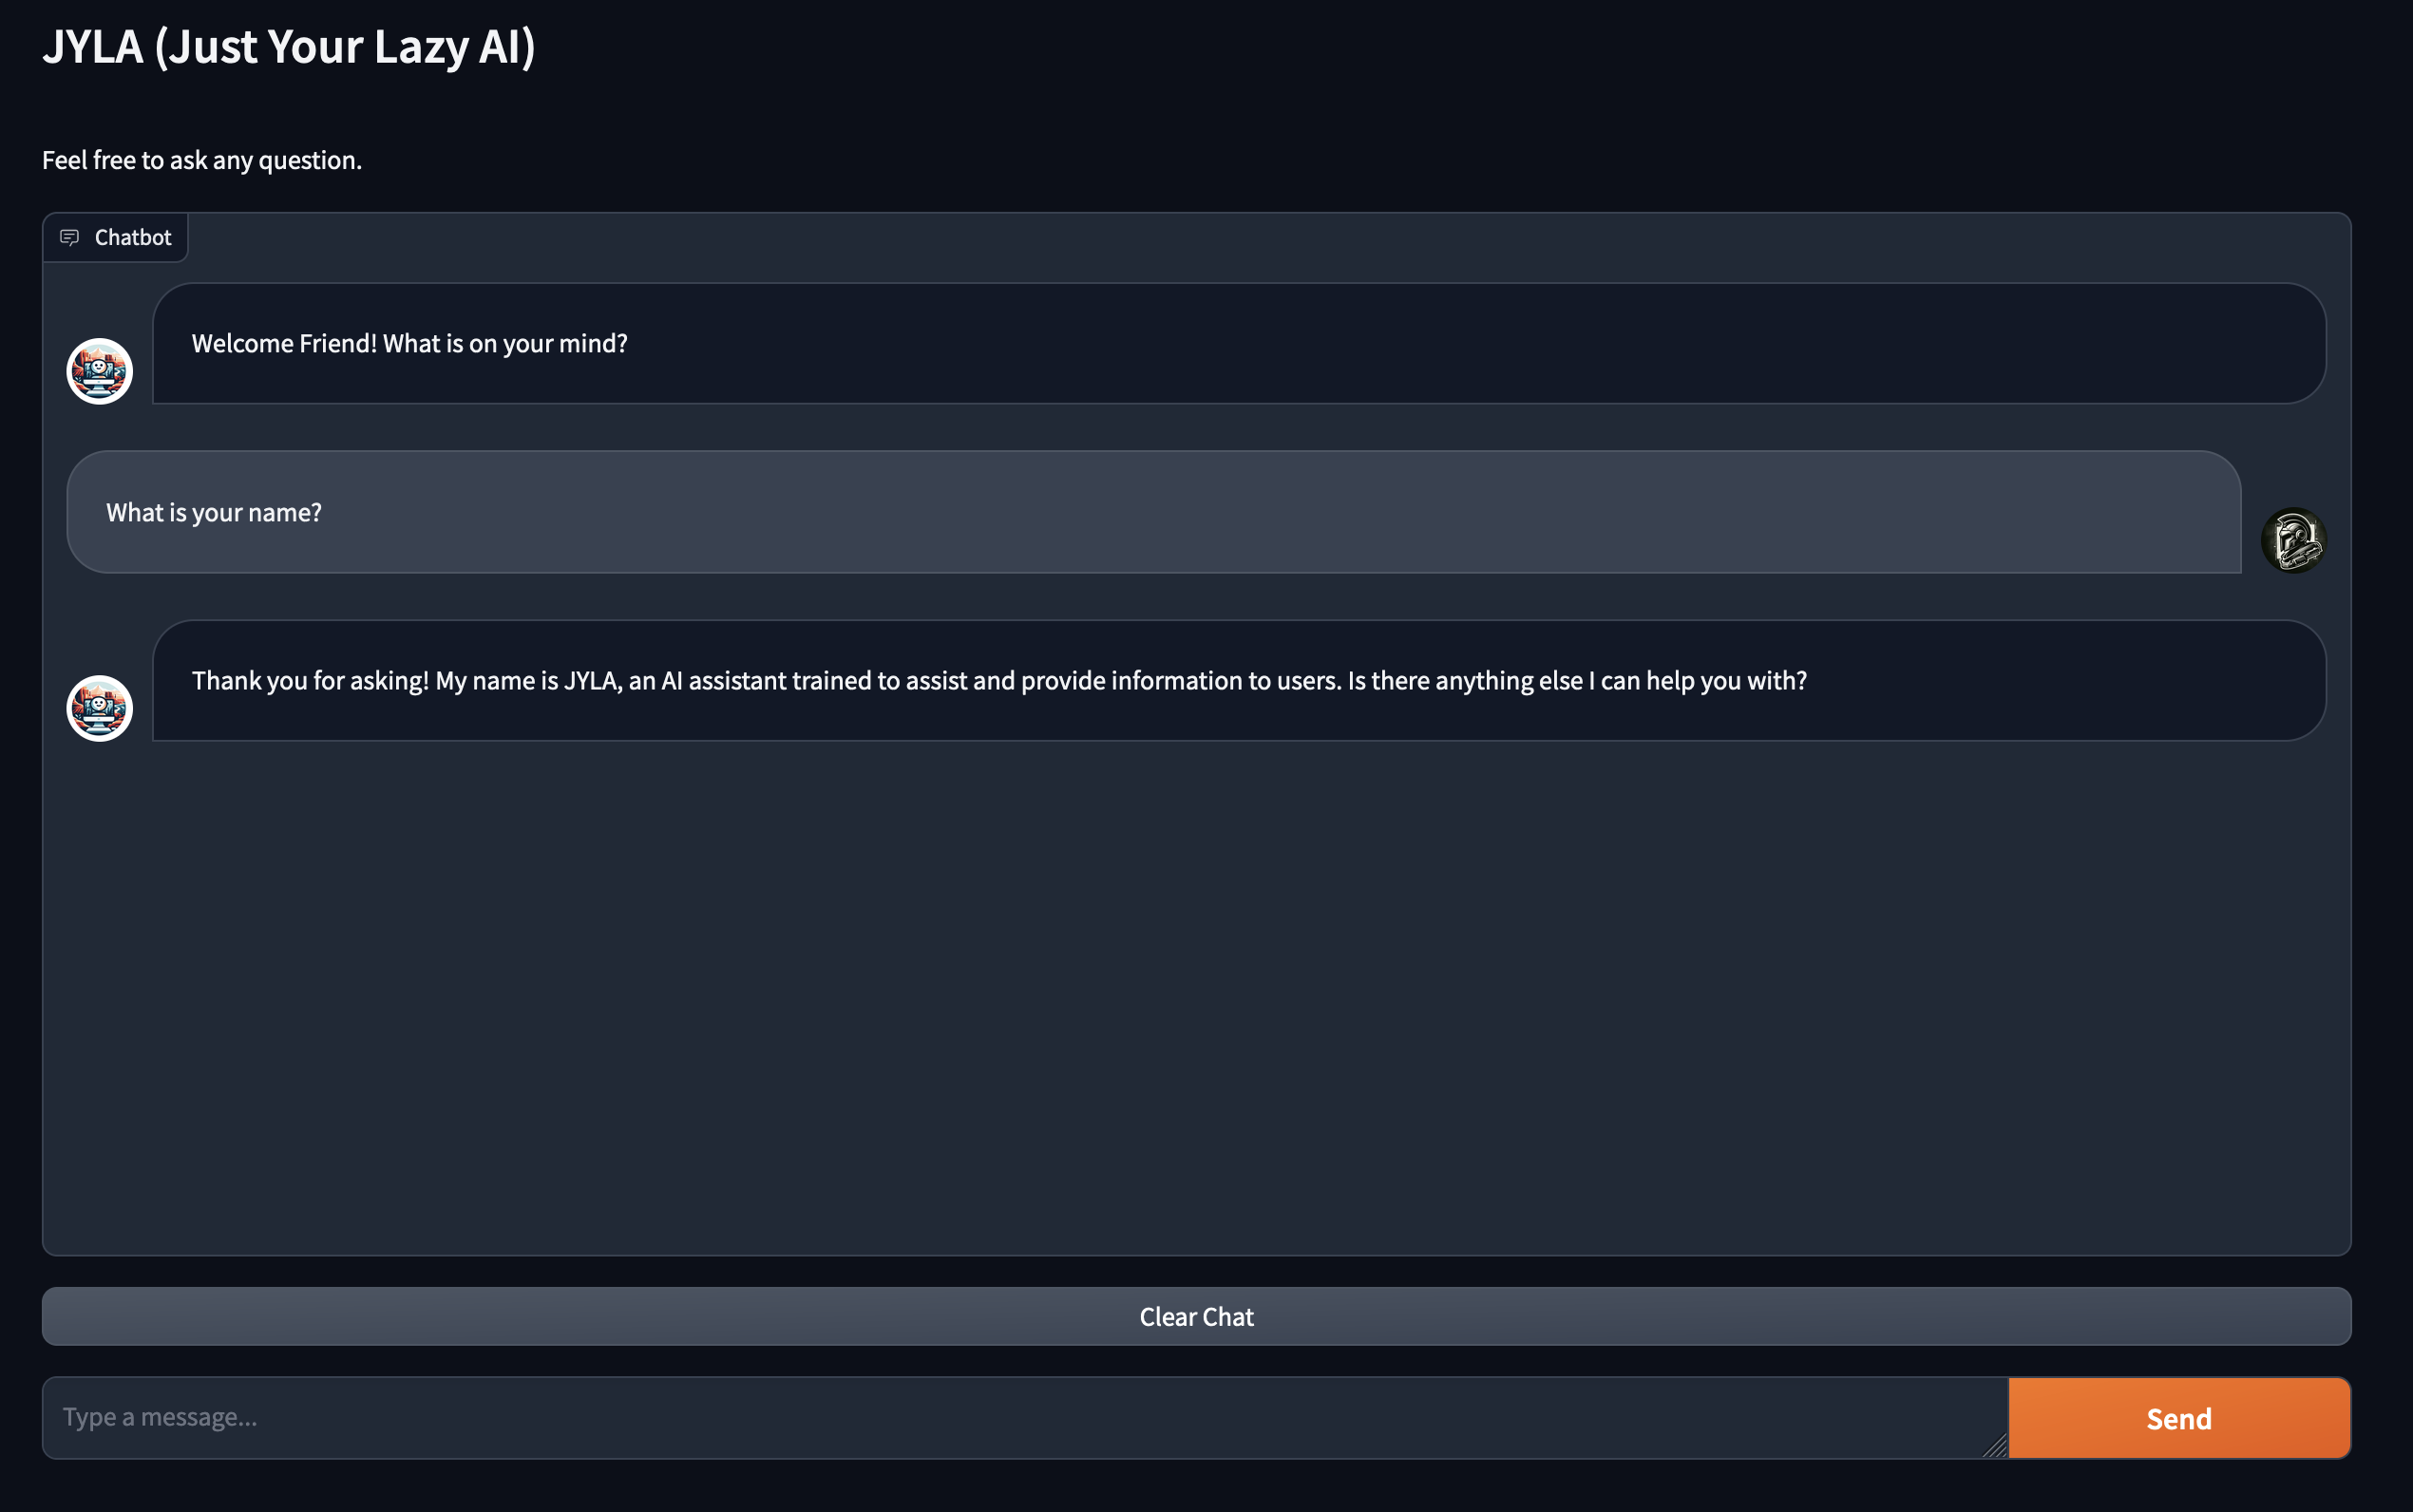 JYLA (Just Your Lazy AI)
Feel free to ask any question.
Chatbot
Welcome Friend! What is on your mind?
What is your name?
Thank you for asking! My name is JYLA, an AI assistant trained to assist and provide information to users. Is there anything else I can help you with?
Clear Chat
Type a message...
Send